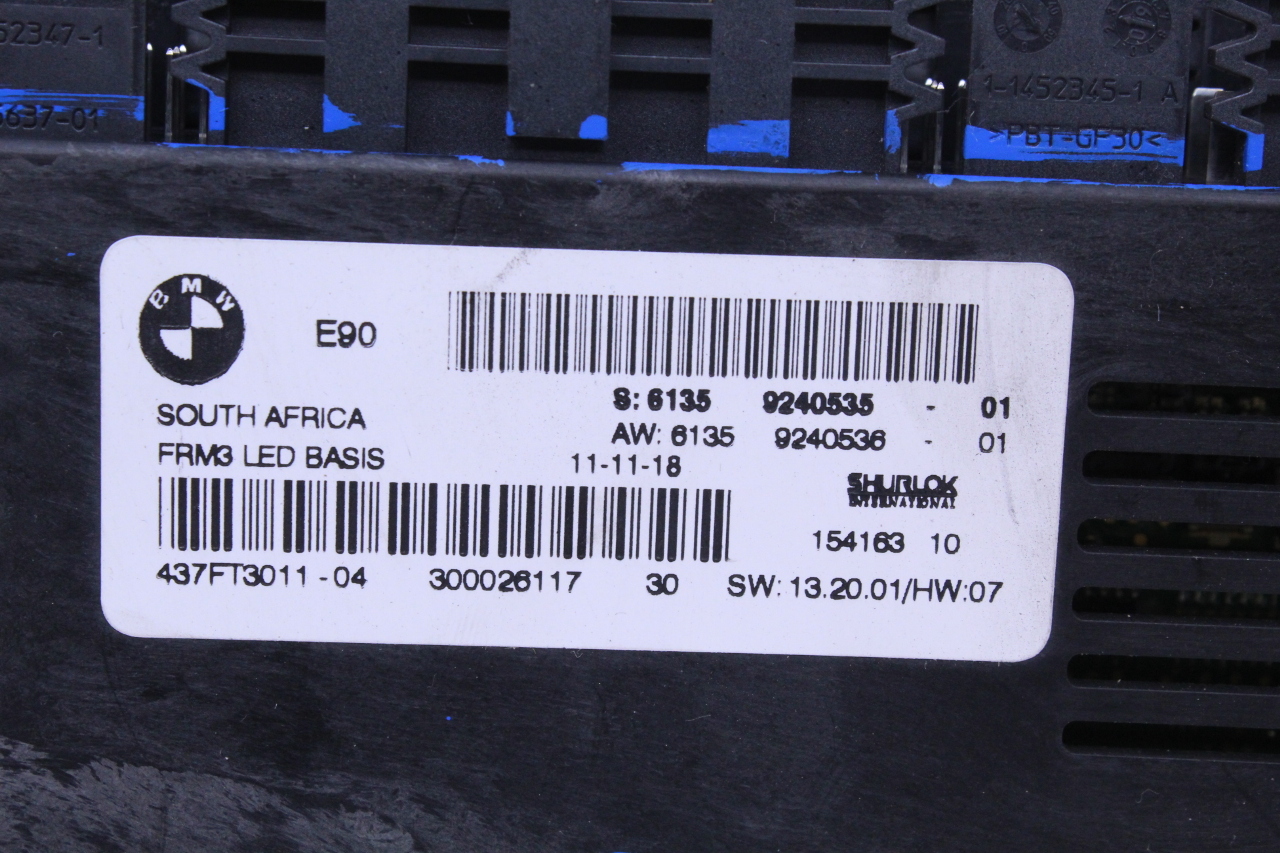 52347-1
5637-01
1-1452345-1 A
>PBT-GF30<
BMW
E90
S: 6135 9240535 - 01
SOUTH AFRICA
AW: 6135 9240536 - 01
FRM3 LED BASIS
11-11-18
SHURLOK
INTERNATIONAL
154163 10
437FT3011-04 300026117 30 SW: 13.20.01/HW:07